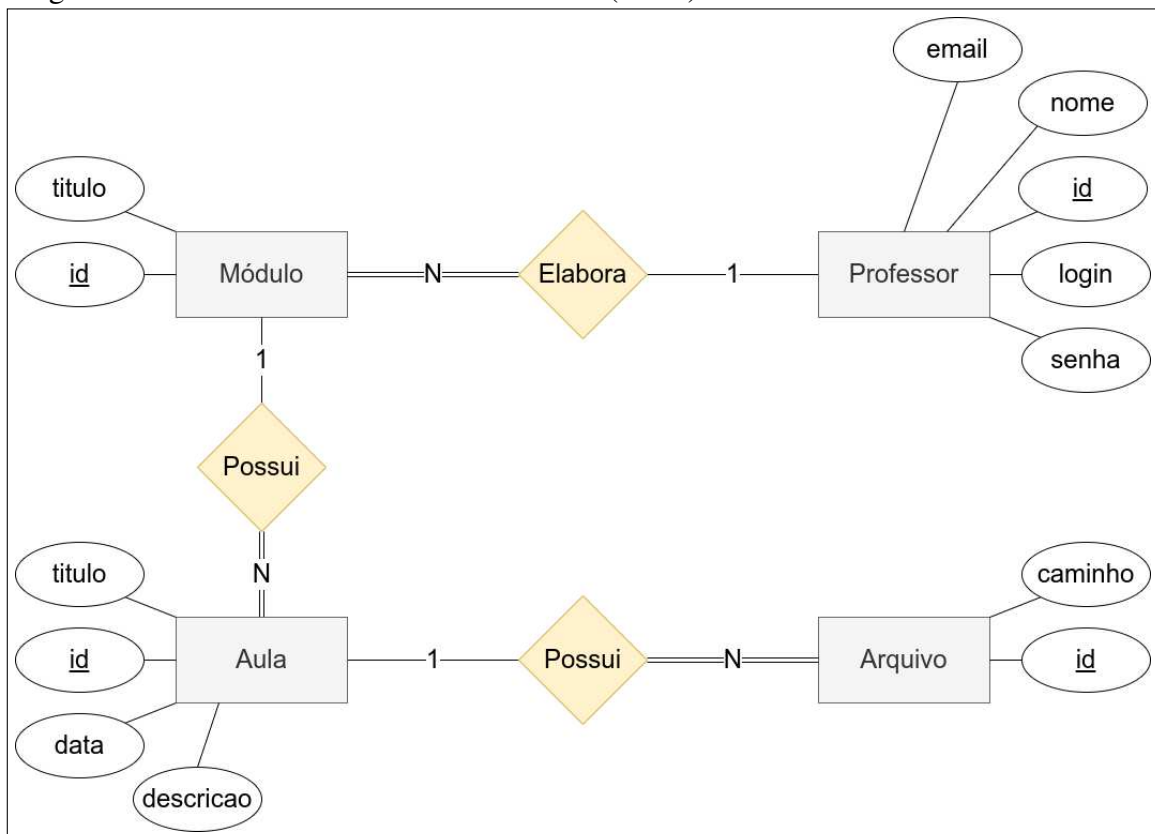 email
nome
titulo
id
id
Módulo
N
Elabora
1
Professor
login
senha
1
Possui
N
titulo
caminho
id
Aula
1
Possui
N
Arquivo
id
data
descricao